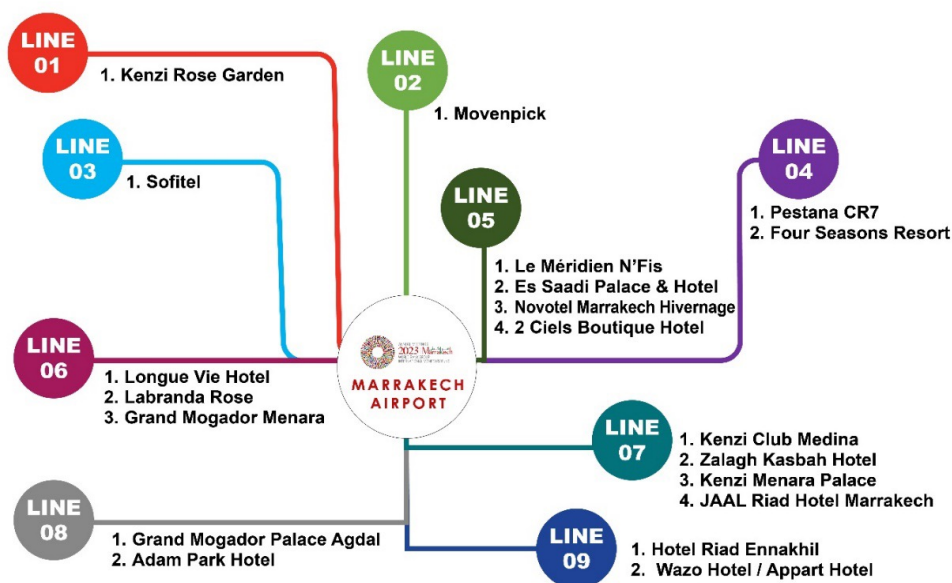 LINE
01
1. Kenzi Rose Garden
LINE
02
1. Movenpick
LINE
03
1. Sofitel
LINE
04
1. Pestana CR7
2. Four Seasons Resort
LINE
05
1. Le Méridien N'Fis
2. Es Saadi Palace & Hotel
3. Novotel Marrakech Hivernage
4. 2 Ciels Boutique Hotel
2023 Marrakech
MARRAKECH
AIRPORT
LINE
06
1. Longue Vie Hotel
2. Labranda Rose
3. Grand Mogador Menara
LINE
07
1. Kenzi Club Medina
2. Zalagh Kasbah Hotel
3. Kenzi Menara Palace
4. JAAL Riad Hotel Marrakech
LINE
08
1. Grand Mogador Palace Agdal
2. Adam Park Hotel
LINE
09
1. Hotel Riad Ennakhil
2. Wazo Hotel / Appart Hotel